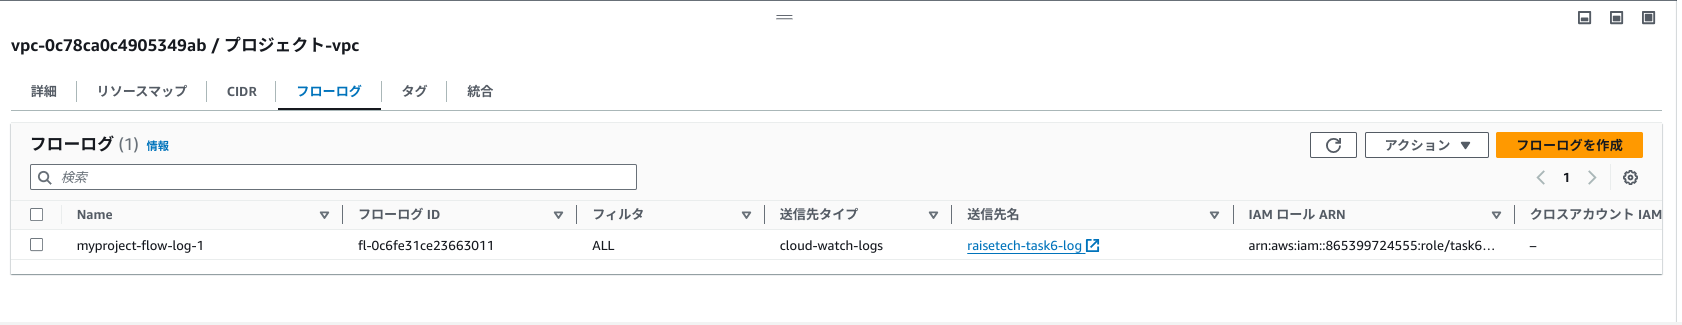 vpc-0c78ca0c4905349ab / プロジェクト-vpc
詳細 リソースマップ CIDR フローログ タグ 統合
フローログ (1) 情報 アクション フローログを作成
検索 1
Name フローログ ID フィルタ 送信先タイプ 送信先名 IAM ロール ARN クロスアカウント IAM
myproject-flow-log-1 fl-0c6fe31ce23663011 ALL cloud-watch-logs raisetech-task6-log arn:aws:iam::865399724555:role/task6… –